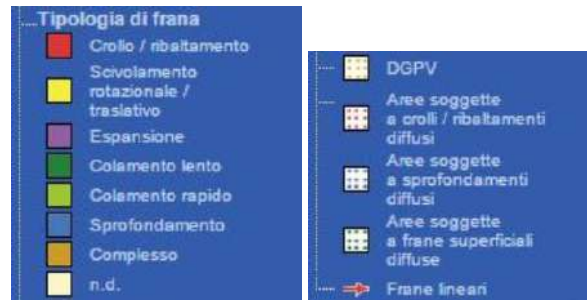 Tipologia di frana
Crollo / ribaltamento
Scivolamento
rotazionale /
traslativo
Espansione
Colamento lento
Colamento rapido
Sprofondamento
Complesso
n.d.
DGPV
Aree soggette
a crolli / ribaltamenti
diffusi
Aree soggette
a sprofondamenti
diffusi
Aree soggette
a frane superficiali
diffuse
Frane lineari